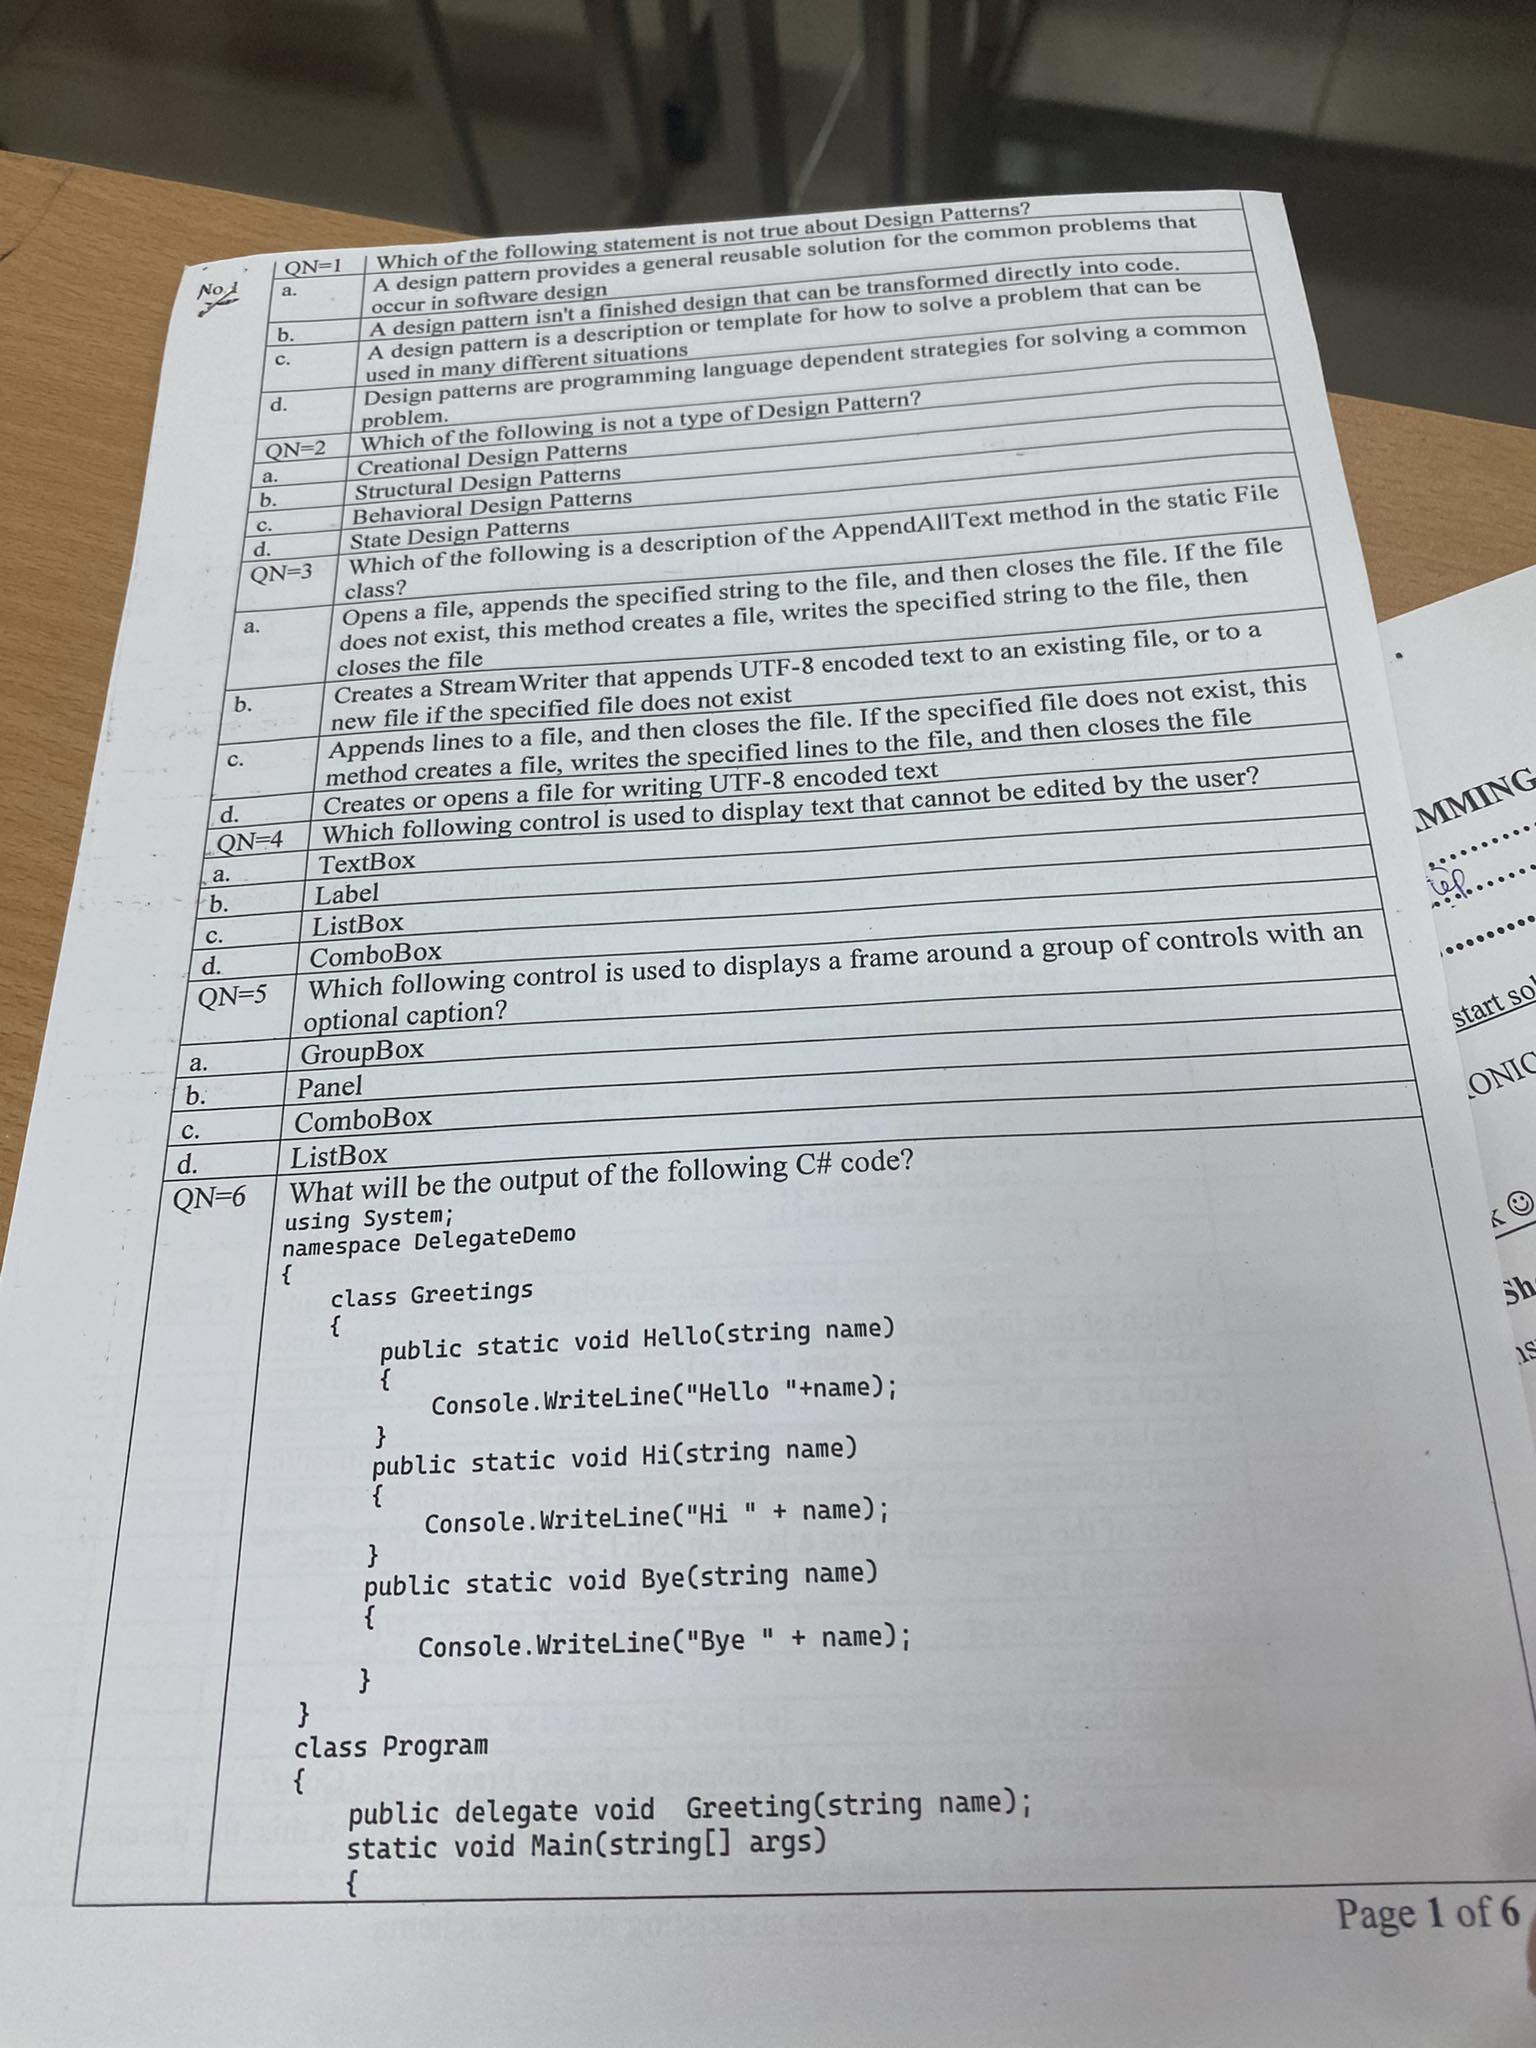 No 1
QN=1 Which of the following statement is not true about Design Patterns?
a. A design pattern provides a general reusable solution for the common problems that
occur in software design
b. A design pattern isn't a finished design that can be transformed directly into code.
c. A design pattern is a description or template for how to solve a problem that can be
used in many different situations
d. Design patterns are programming language dependent strategies for solving a common
problem.
QN=2 Which of the following is not a type of Design Pattern?
a. Creational Design Patterns
b. Structural Design Patterns
c. Behavioral Design Patterns
d. State Design Patterns
QN=3 Which of the following is a description of the AppendAllText method in the static File
class?
a. Opens a file, appends the specified string to the file, and then closes the file. If the file
does not exist, this method creates a file, writes the specified string to the file, then
closes the file
b. Creates a StreamWriter that appends UTF-8 encoded text to an existing file, or to a
new file if the specified file does not exist
c. Appends lines to a file, and then closes the file. If the specified file does not exist, this
method creates a file, writes the specified lines to the file, and then closes the file
d. Creates or opens a file for writing UTF-8 encoded text
QN=4 Which following control is used to display text that cannot be edited by the user?
a. TextBox
b. Label
c. ListBox
d. ComboBox
QN=5 Which following control is used to displays a frame around a group of controls with an
optional caption?
a. GroupBox
b. Panel
c. ComboBox
d. ListBox
QN=6 What will be the output of the following C# code?
using System;
namespace DelegateDemo
{
class Greetings
{
public static void Hello(string name)
{
Console.WriteLine("Hello "+name);
}
public static void Hi(string name)
{
Console.WriteLine("Hi " + name);
}
public static void Bye(string name)
{
Console.WriteLine("Bye " + name);
}
}
class Program
{
public delegate void Greeting(string name);
static void Main(string[] args)
{
Page 1 of 6
MMING
start so
ONIC
Sh